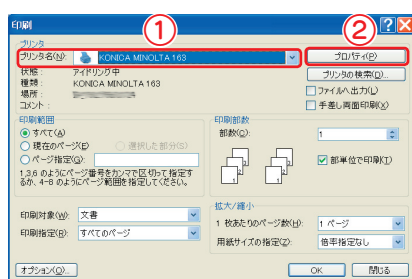 印刷
① ②
プリンタ
プリンタ名(N): KONICA MINOLTA 163 プロパティ(P)
状態: アイドリング中 プリンタの検索(D)...
種類: KONICA MINOLTA 163
場所: ファイルへ出力(L)
コメント: 手差し両面印刷(X)
印刷範囲 印刷部数
すべて(A) 部数(C): 1
現在のページ(E) 選択した部分(S)
ページ指定(G): 部単位で印刷(T)
1,3,6 のようにページ番号をカンマで区切って指定す
るか、4-8 のようにページ範囲を指定してください。
拡大/縮小
印刷対象(W): 文書 1 枚あたりのページ数(H): 1 ページ
印刷指定(R): すべてのページ 用紙サイズの指定(Z): 倍率指定なし
オプション(O)... OK 閉じる